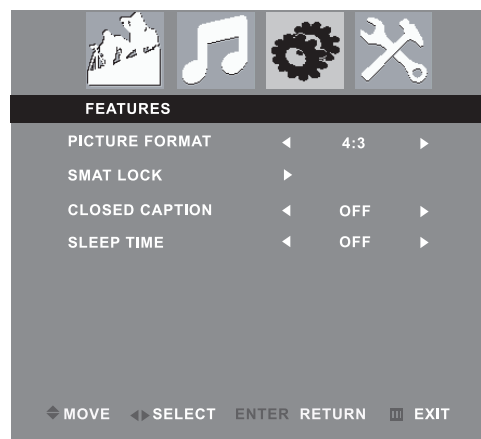 FEATURES
PICTURE FORMAT 4:3
SMAT LOCK
CLOSED CAPTION OFF
SLEEP TIME OFF
MOVE SELECT ENTER RETURN EXIT